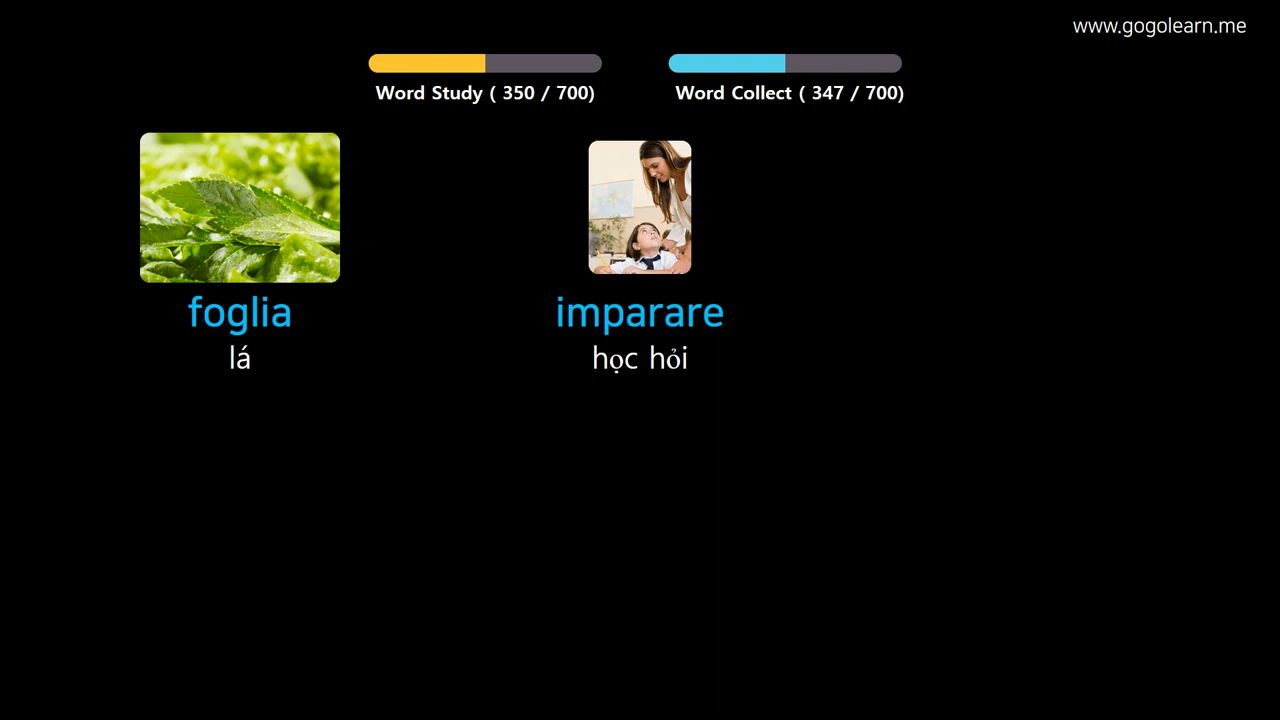 www.gogolearn.me
Word Study ( 350 / 700)
Word Collect ( 347 / 700)
foglia
lá
imparare
học hỏi